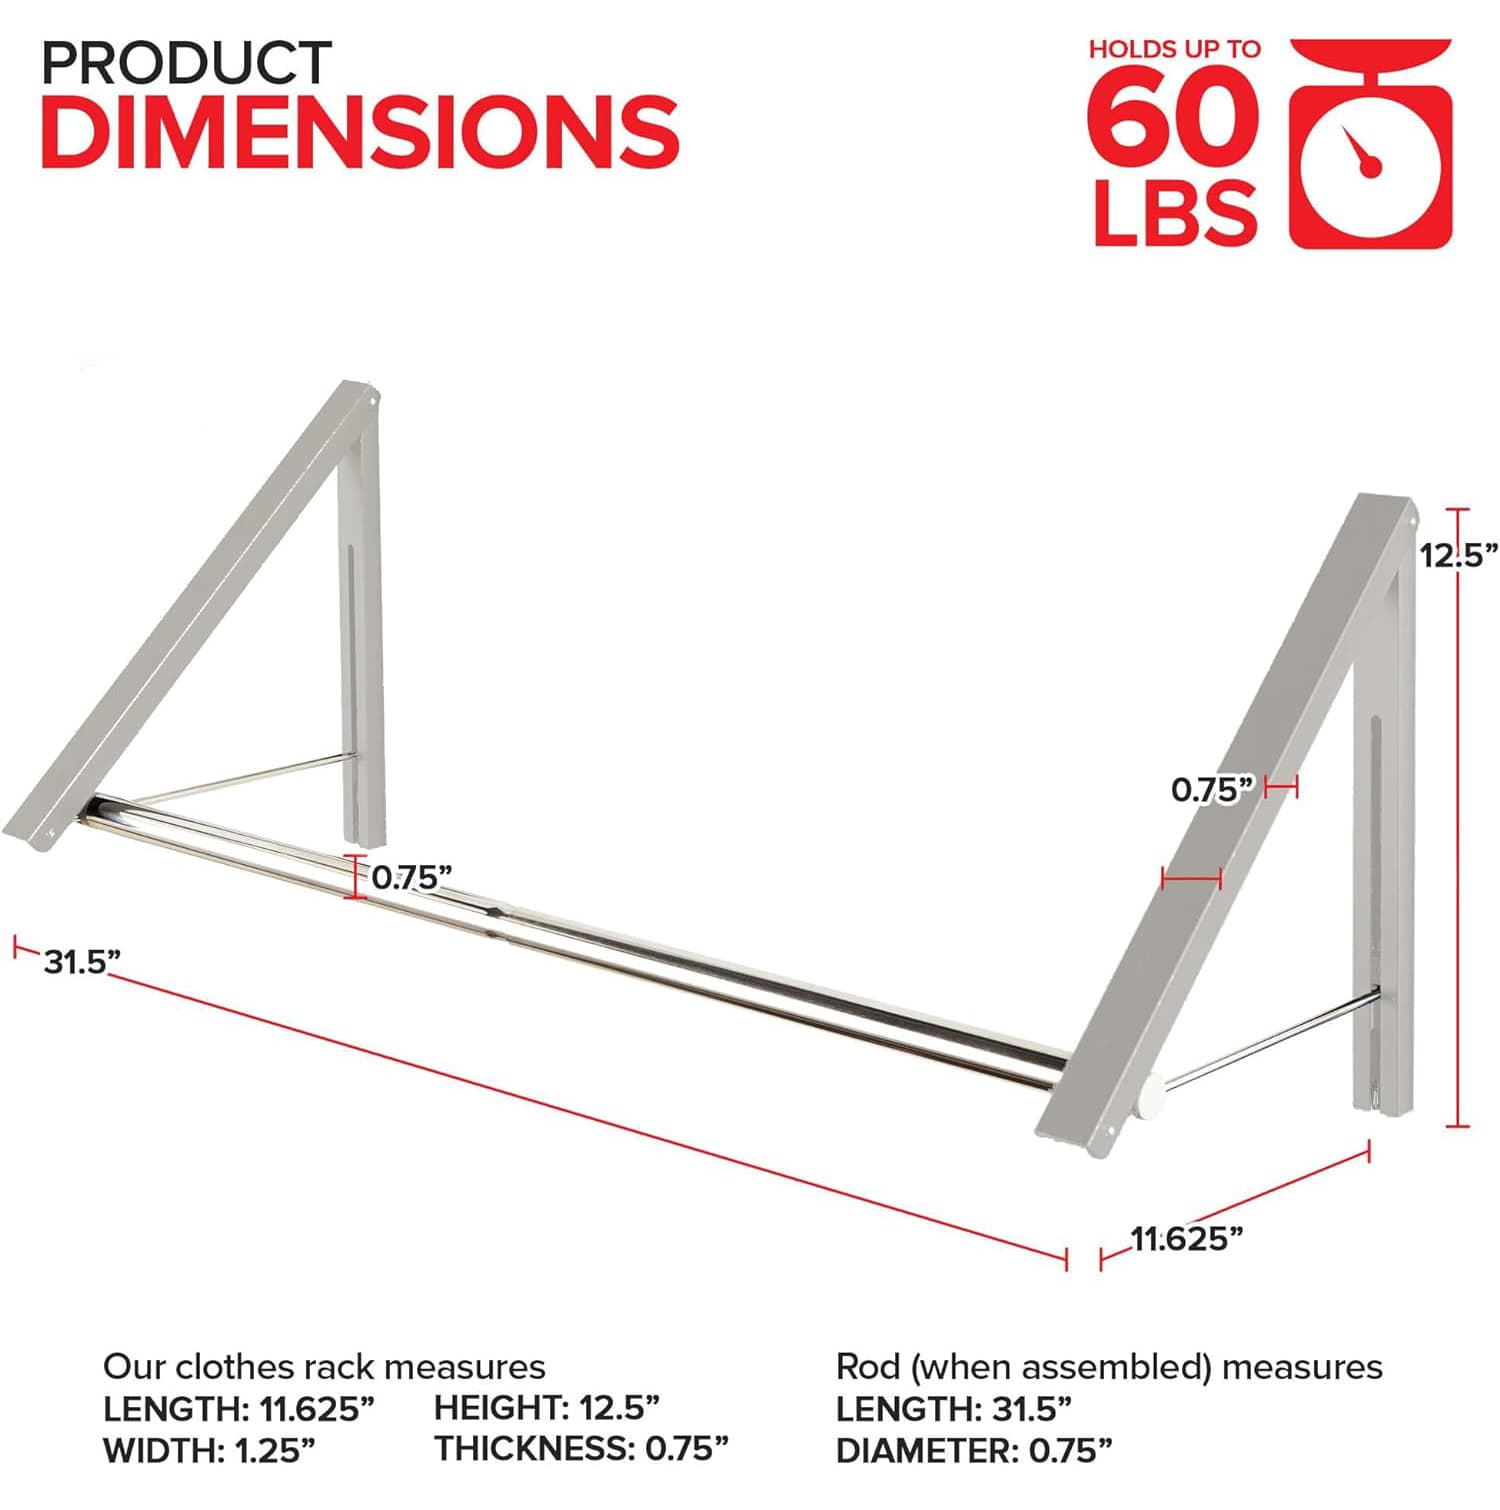 PRODUCT
DIMENSIONS
HOLDS UP TO
60
LBS
12.5”
0.75”
0.75”
31.5”
11.625”
Our clothes rack measures
LENGTH: 11.625”
WIDTH: 1.25”
HEIGHT: 12.5”
THICKNESS: 0.75”
Rod (when assembled) measures
LENGTH: 31.5”
DIAMETER: 0.75”